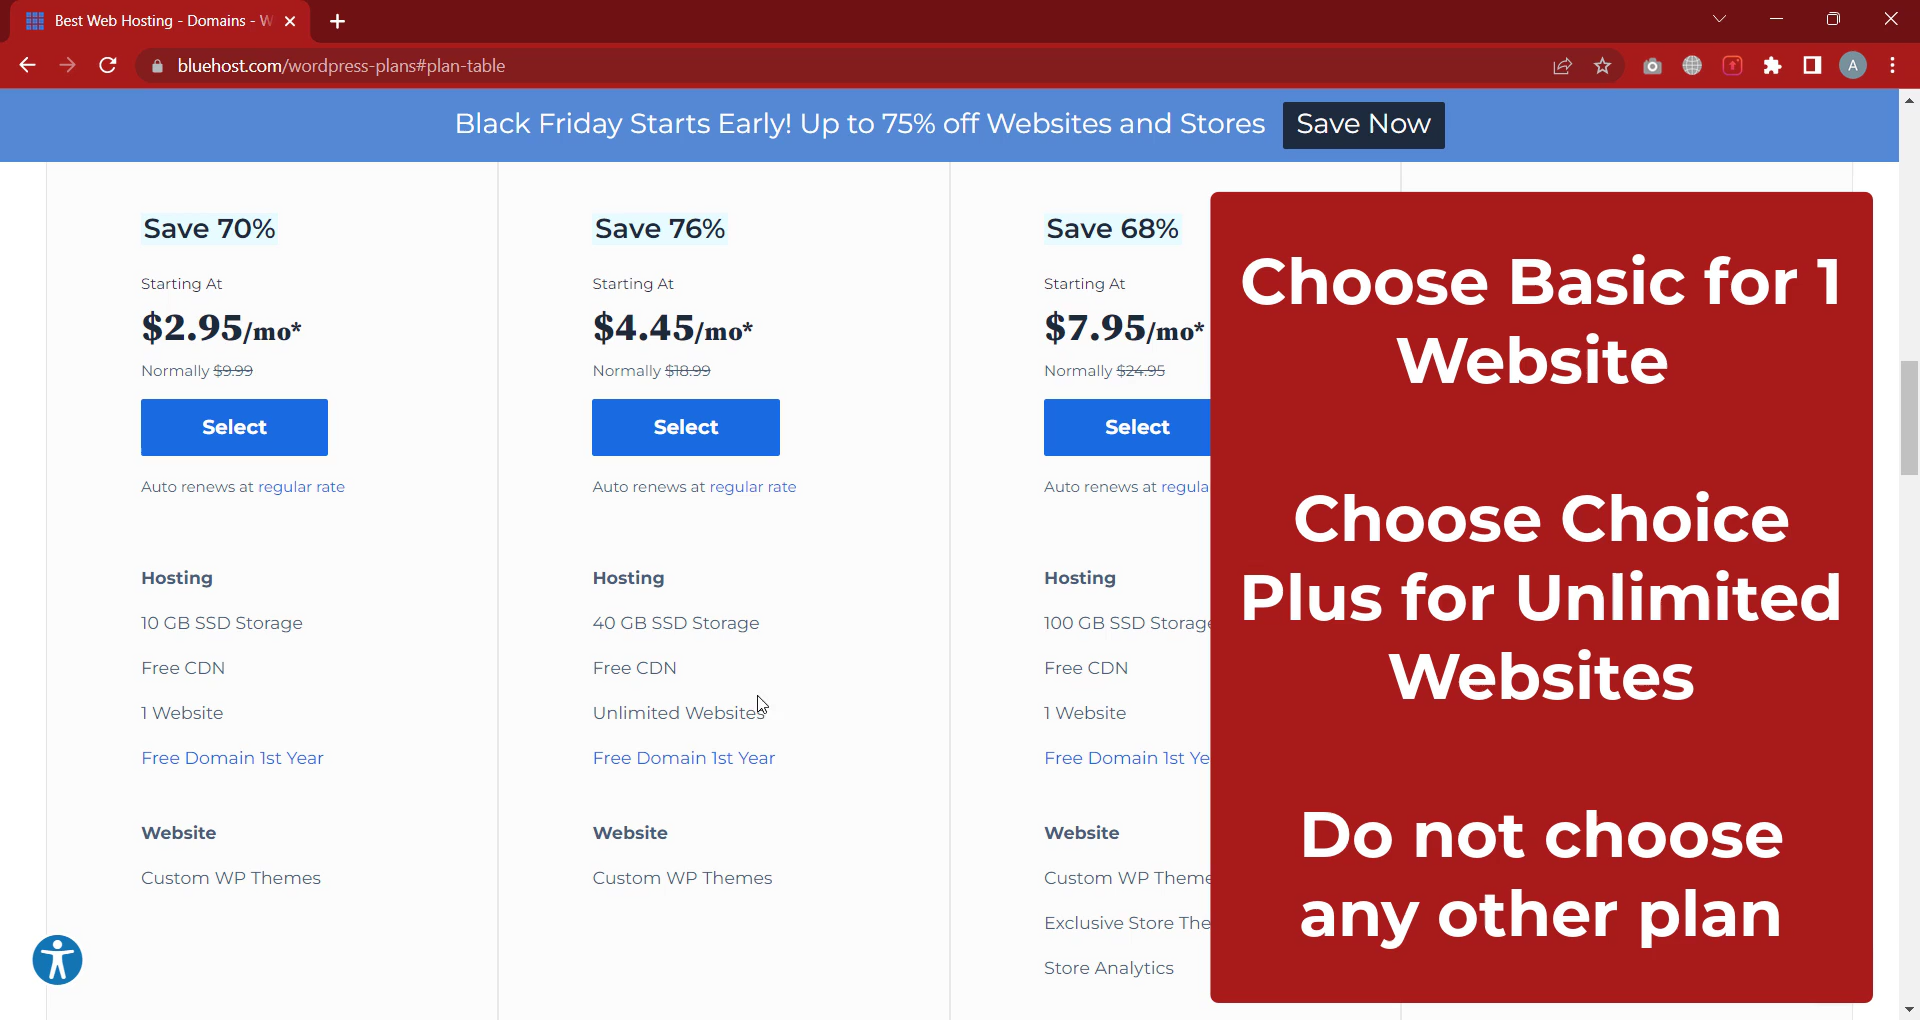 Best Web Hosting - Domains - W
bluehost.com/wordpress-plans#plan-table
A
Black Friday Starts Early! Up to 75% off Websites and Stores
Save Now
Save 70%
Starting At
$2.95/mo*
Normally $9.99
Select
Auto renews at regular rate
Hosting
10 GB SSD Storage
Free CDN
1 Website
Free Domain 1st Year
Website
Custom WP Themes
Save 76%
Starting At
$4.45/mo*
Normally $18.99
Select
Auto renews at regular rate
Hosting
40 GB SSD Storage
Free CDN
Unlimited Websites
Free Domain 1st Year
Website
Custom WP Themes
Save 68%
Starting At
$7.95/mo*
Normally $24.95
Select
Auto renews at regula
Hosting
100 GB SSD Storage
Free CDN
1 Website
Free Domain 1st Ye
Website
Custom WP Theme
Exclusive Store The
Store Analytics
Choose Basic for 1
Website
Choose Choice
Plus for Unlimited
Websites
Do not choose
any other plan